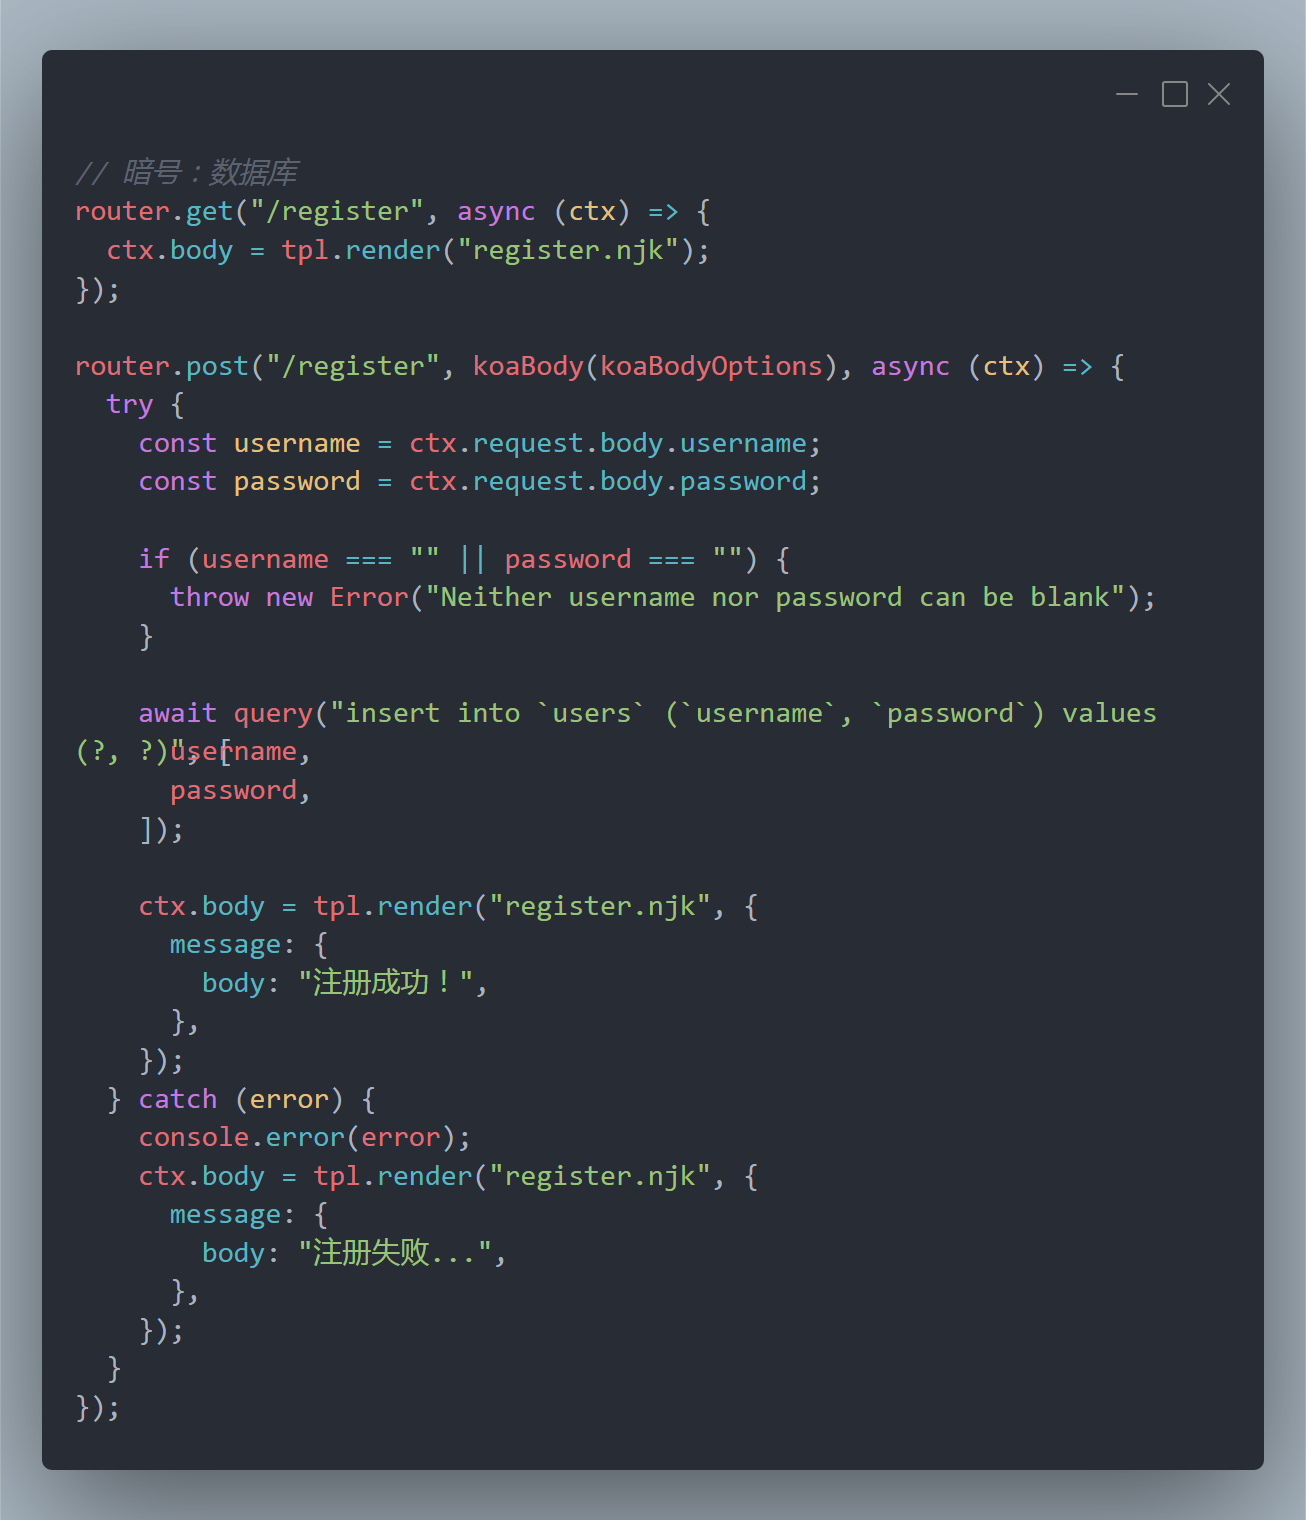 // 暗号：数据库
router.get("/register", async (ctx) => {
  ctx.body = tpl.render("register.njk");
});

router.post("/register", koaBody(koaBodyOptions), async (ctx) => {
  try {
    const username = ctx.request.body.username;
    const password = ctx.request.body.password;

    if (username === "" || password === "") {
      throw new Error("Neither username nor password can be blank");
    }

    await query("insert into `users` (`username`, `password`) values
(?, ?)", [
      username,
      password,
    ]);

    ctx.body = tpl.render("register.njk", {
      message: {
        body: "注册成功！",
      },
    });
  } catch (error) {
    console.error(error);
    ctx.body = tpl.render("register.njk", {
      message: {
        body: "注册失败...",
      },
    });
  }
});